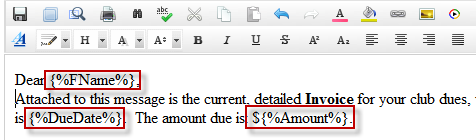 Dear {%FName%},
Attached to this message is the current, detailed Invoice for your club dues,
is {%DueDate%}. The amount due is ${%Amount%}.